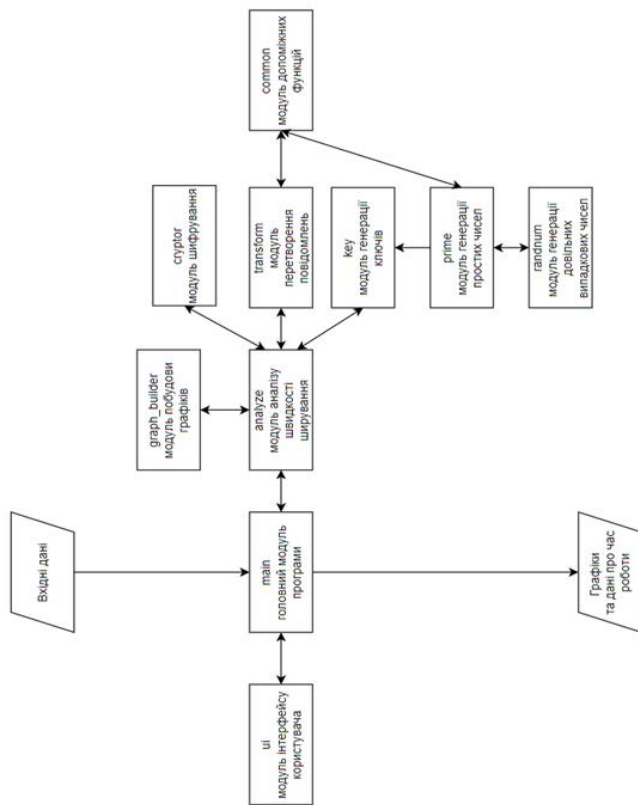 Вхідні дані
ui
модуль інтерфейсу
користувача
main
головний модуль
програми
Графіки
та дані про час
роботи
graph_builder
модуль побудови
графіків
analyze
модуль аналізу
швидкості
ширування
cryptor
модуль шифрування
transform
модуль
перетворення
повідомлень
key
модуль генерації
ключів
prime
модуль генерації
простих чисел
randnum
модуль генерації
довільних
випадкових чисел
common
модуль допоміжних
функцій